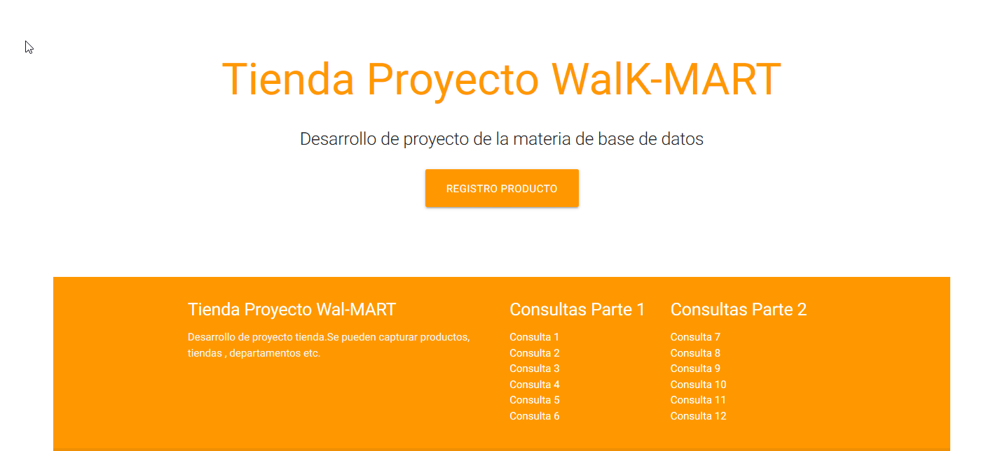 Tienda Proyecto WalK-MART
Desarrollo de proyecto de la materia de base de datos
REGISTRO PRODUCTO
Tienda Proyecto Wal-MART
Desarrollo de proyecto tienda.Se pueden capturar productos,
tiendas , departamentos etc.
Consultas Parte 1
Consulta 1
Consulta 2
Consulta 3
Consulta 4
Consulta 5
Consulta 6
Consultas Parte 2
Consulta 7
Consulta 8
Consulta 9
Consulta 10
Consulta 11
Consulta 12